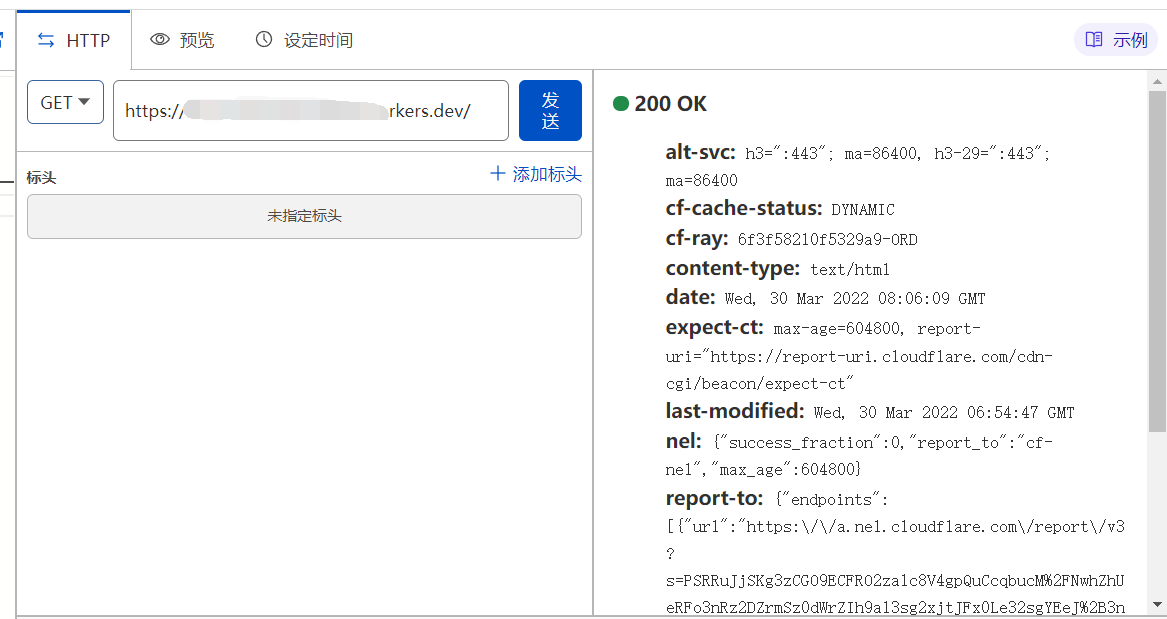 HTTP 预览 设定时间 示例
GET https:// rkers.dev/ 发
送
标头 添加标头
未指定标头
200 OK
alt-svc: h3=":443"; ma=86400, h3-29=":443";
ma=86400
cf-cache-status: DYNAMIC
cf-ray: 6f3f58210f5329a9-ORD
content-type: text/html
date: Wed, 30 Mar 2022 08:06:09 GMT
expect-ct: max-age=604800, report-
uri="https://report-uri.cloudflare.com/cdn-
cgi/beacon/expect-ct"
last-modified: Wed, 30 Mar 2022 06:54:47 GMT
nel: {"success_fraction":0,"report_to":"cf-
nel","max_age":604800}
report-to: {"endpoints":
[{"url":"https:\/\/a.nel.cloudflare.com\/report\/v3
?
s=PSRRuJjSKg3zCGO9ECFRO2zalc8V4gpQuCcqbucM%2FNwhZhU
eRFo3nRz2DZrmSz0dWrZIh9a13sg2xjtJFx0Le32sgYEeJ%2B3n